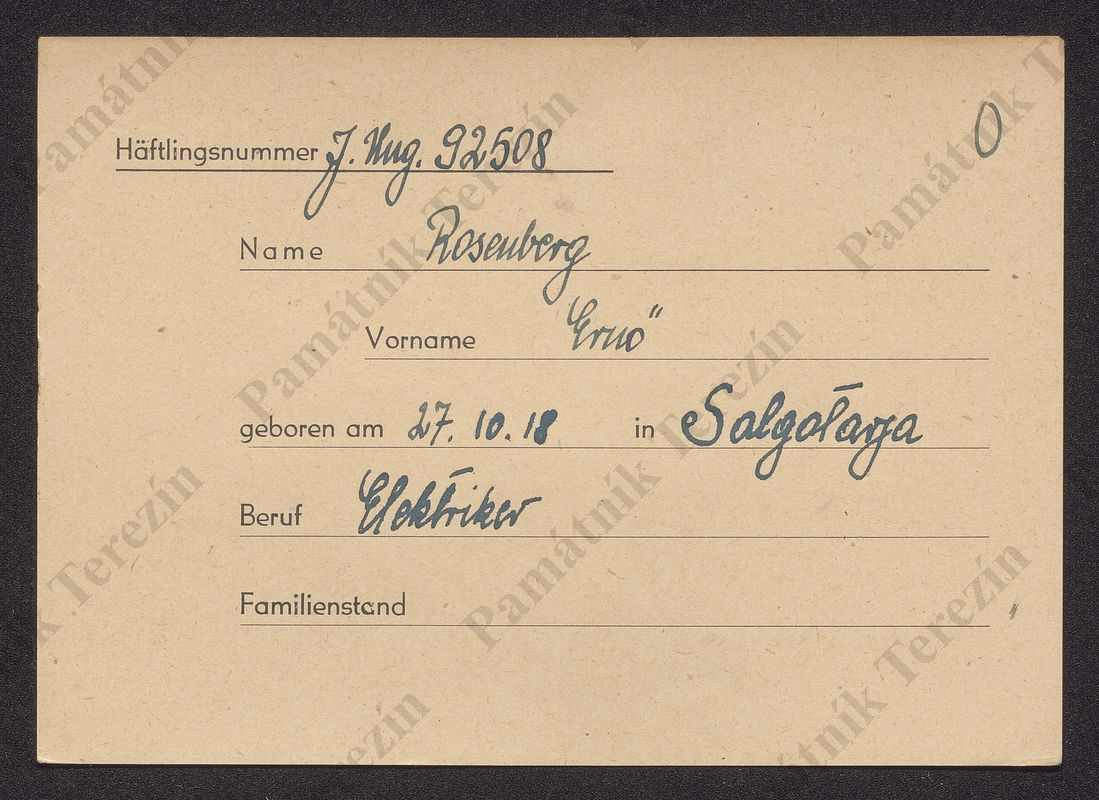 0
Häftlingsnummer J. Ung. 92508
Name Rosenberg
Vorname Ernö"
geboren am 27. 10. 18 in Salgotarja
Beruf Elektriker
Familienstand
Památník Terezín